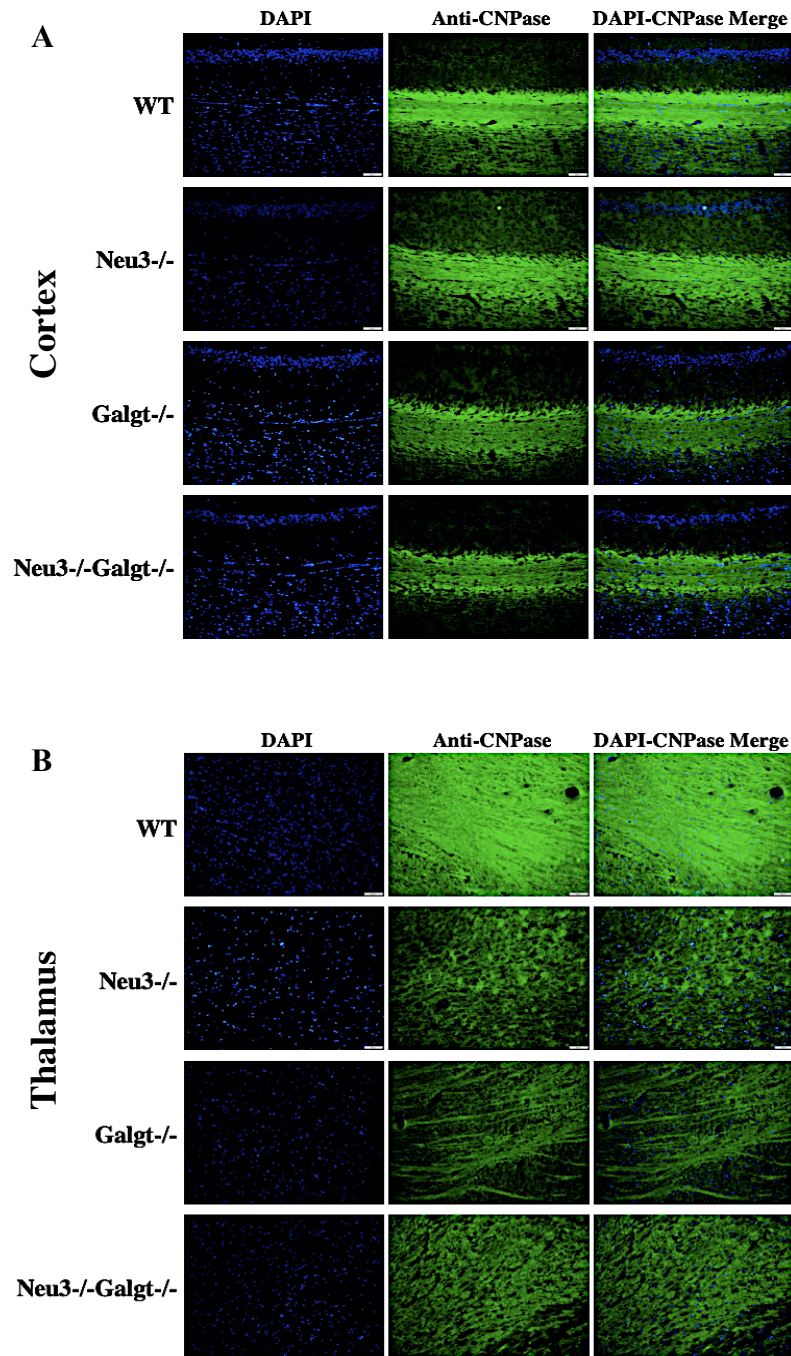 A
DAPI Anti-CNPase DAPI-CNPase Merge
WT
Neu3-/-
Galgt-/-
Neu3-/-Galgt-/-
Cortex
B
DAPI Anti-CNPase DAPI-CNPase Merge
WT
Neu3-/-
Galgt-/-
Neu3-/-Galgt-/-
Thalamus